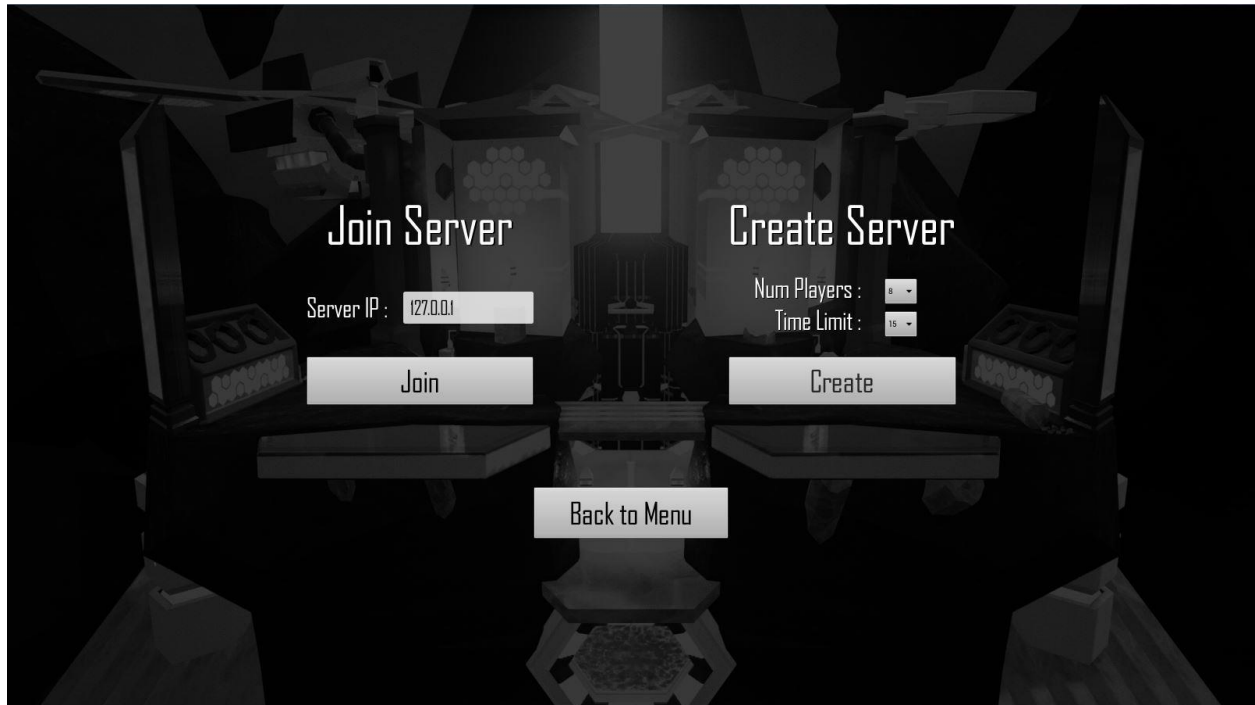 Join Server
Server IP : 127.0.0.1
Join
Create Server
Num Players : 8
Time Limit : 15
Create
Back to Menu